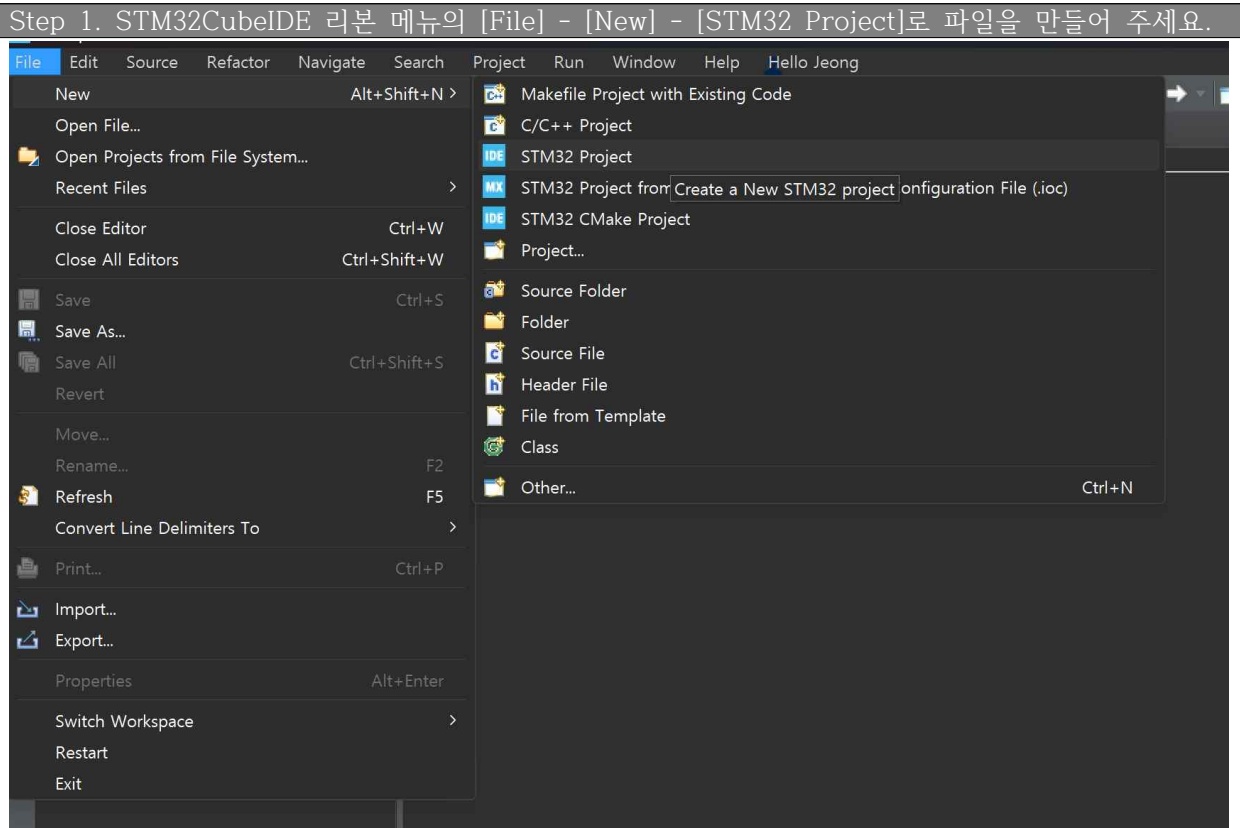 Step 1. STM32CubeIDE 리본 메뉴의 [File] - [New] - [STM32 Project]로 파일을 만들어 주세요.
File Edit Source Refactor Navigate Search Project Run Window Help Hello Jeong
New Alt+Shift+N >
Open File...
Open Projects from File System...
Recent Files >
Close Editor Ctrl+W
Close All Editors Ctrl+Shift+W
Save Ctrl+S
Save As...
Save All Ctrl+Shift+S
Revert
Move...
Rename... F2
Refresh F5
Convert Line Delimiters To >
Print... Ctrl+P
Import...
Export...
Properties Alt+Enter
Switch Workspace >
Restart
Exit
Makefile Project with Existing Code
C/C++ Project
IDE STM32 Project
MX STM32 Project from Create a New STM32 project onfiguration File (.ioc)
IDE STM32 CMake Project
Project...
Source Folder
Folder
Source File
Header File
File from Template
Class
Other... Ctrl+N